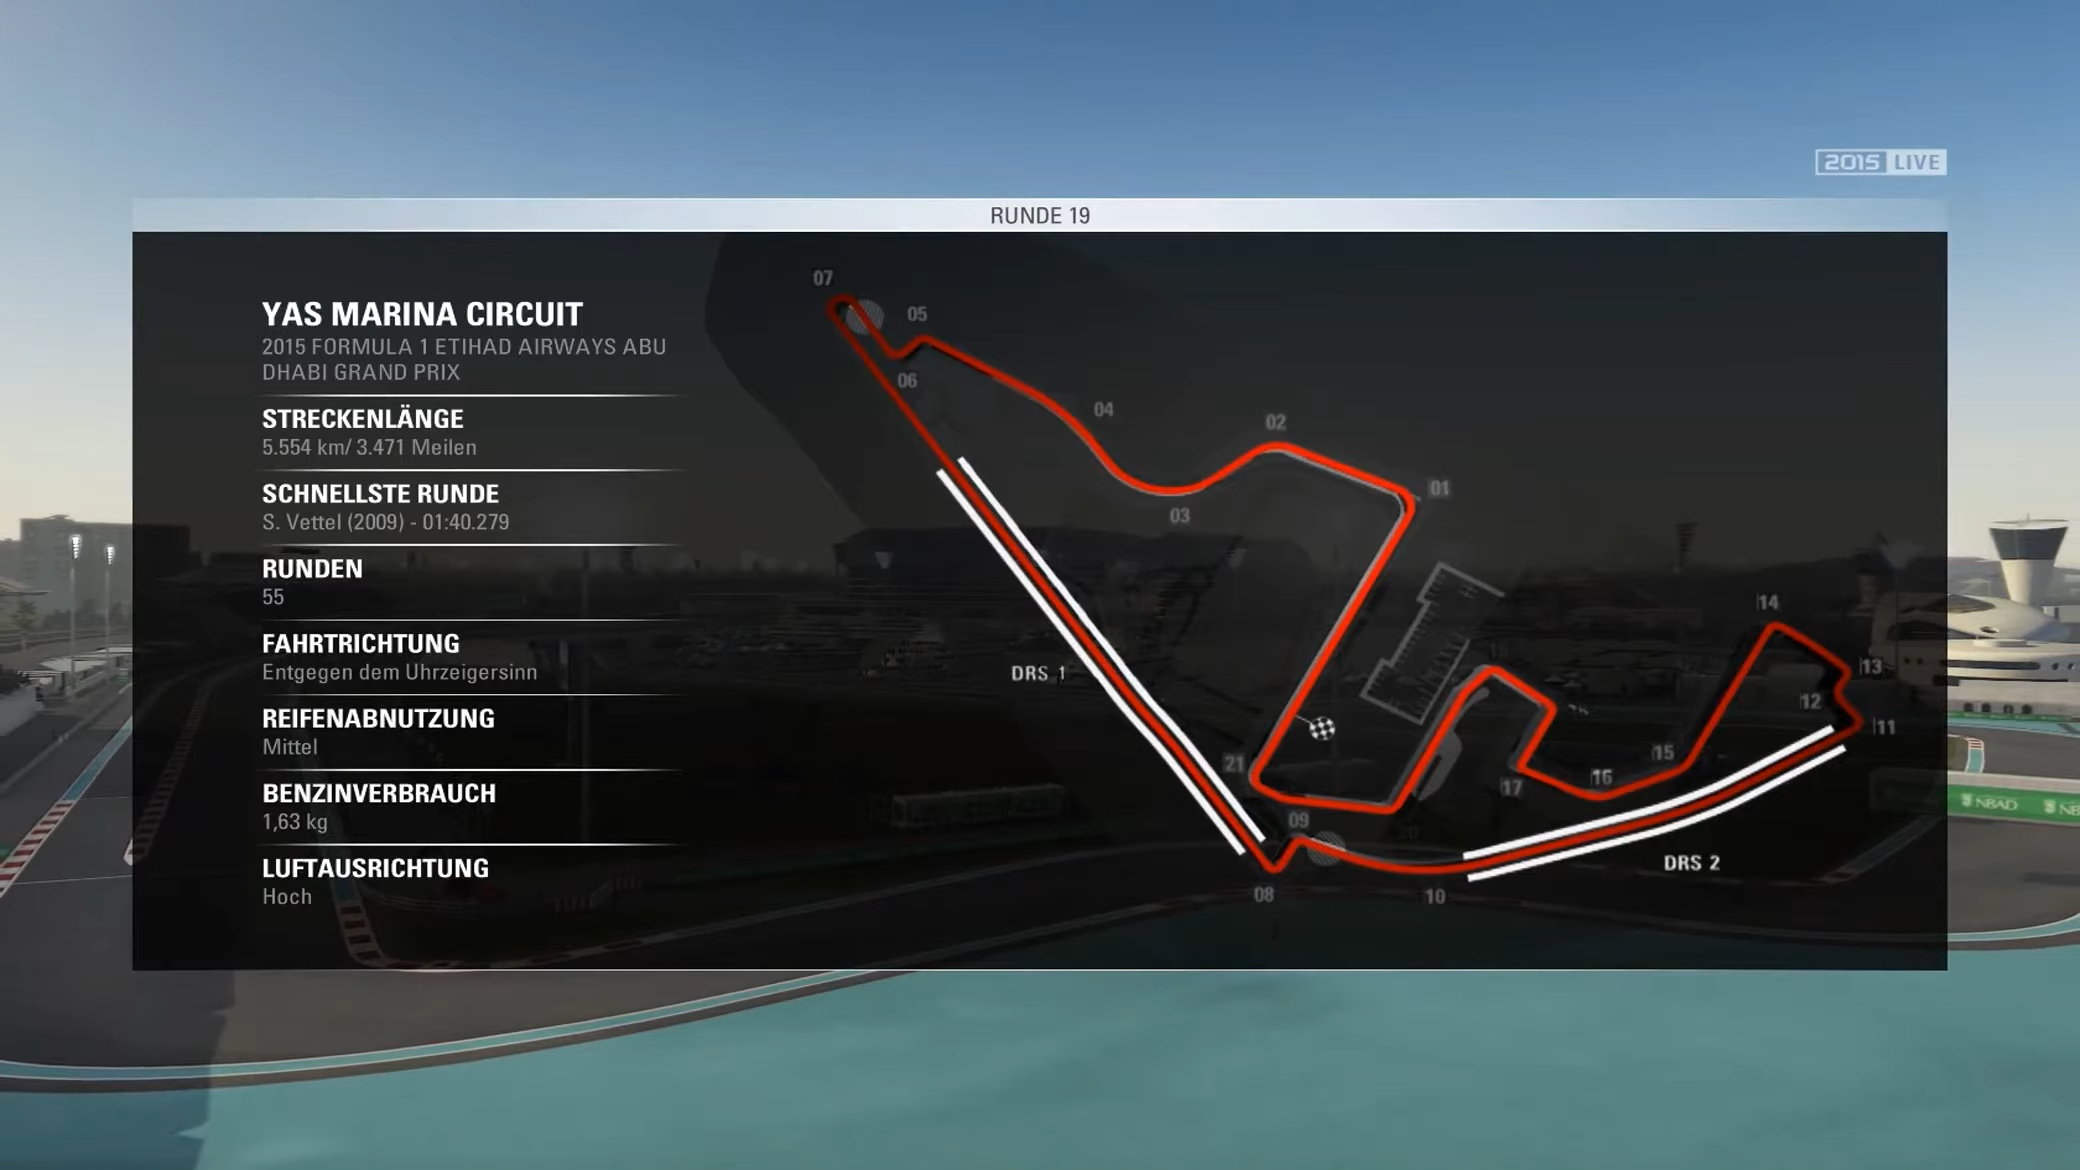 2015 LIVE
RUNDE 19
YAS MARINA CIRCUIT
2015 FORMULA 1 ETIHAD AIRWAYS ABU
DHABI GRAND PRIX
STRECKENLÄNGE
5.554 km/ 3.471 Meilen
SCHNELLSTE RUNDE
S. Vettel (2009) - 01:40.279
RUNDEN
55
FAHRTRICHTUNG
Entgegen dem Uhrzeigersinn
REIFENABNUTZUNG
Mittel
BENZINVERBRAUCH
1,63 kg
LUFTAUSRICHTUNG
Hoch
07
05
06
04
02
01
03
14
13
12
11
DRS 1
15
16
17
21
09
20
DRS 2
08
10
NBAD